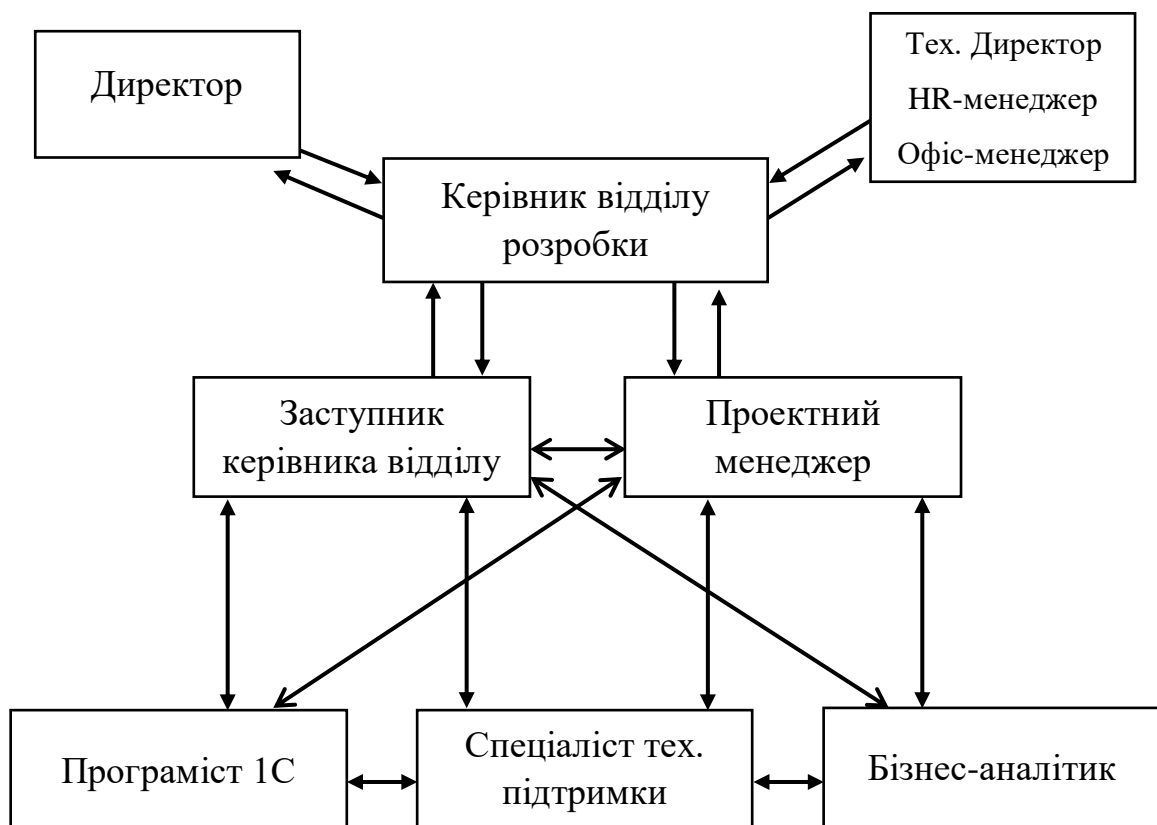 Директор
Тех. Директор
HR-менеджер
Офіс-менеджер
Керівник відділу
розробки
Заступник
керівника відділу
Проектний
менеджер
Програміст 1С
Спеціаліст тех.
підтримки
Бізнес-аналітик